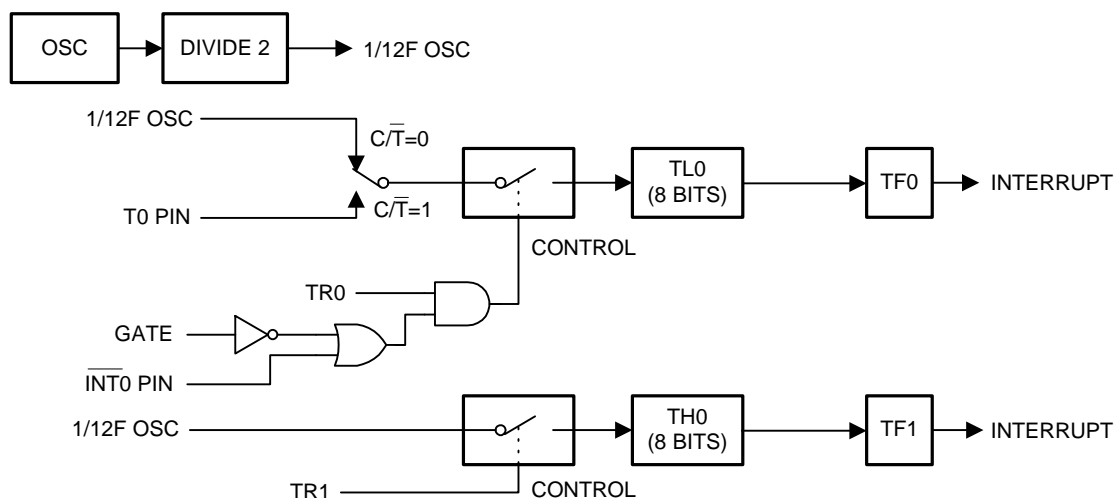 OSC
DIVIDE 2
1/12F OSC
1/12F OSC
C/T̅=0
TL0
(8 BITS)
TF0
INTERRUPT
T0 PIN
C/T̅=1
CONTROL
TR0
GATE
I̅N̅T̅0̅ PIN
1/12F OSC
TH0
(8 BITS)
TF1
INTERRUPT
TR1
CONTROL